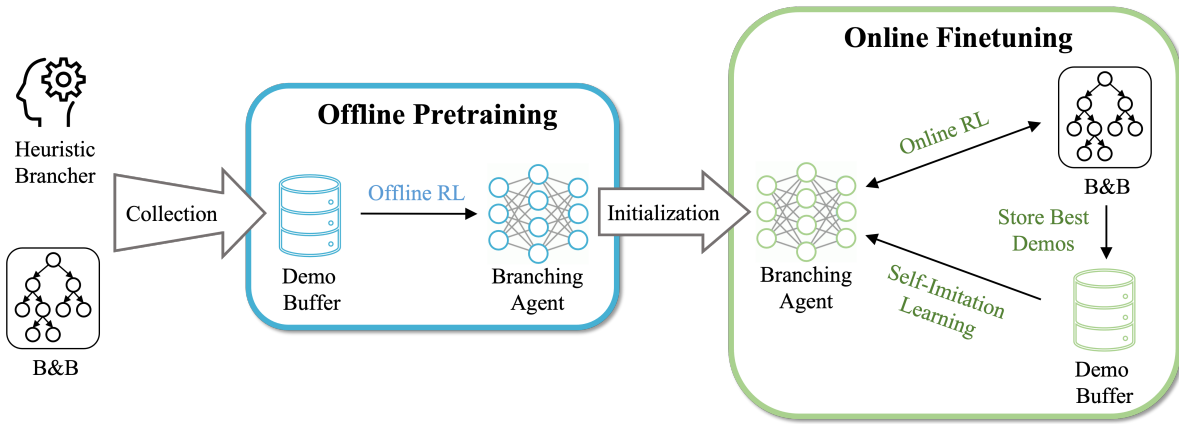 Heuristic
Brancher
B&B
Collection
Offline Pretraining
Demo
Buffer
Offline RL
Branching
Agent
Initialization
Online Finetuning
Branching
Agent
Online RL
B&B
Store Best
Demos
Self-Imitation
Learning
Demo
Buffer